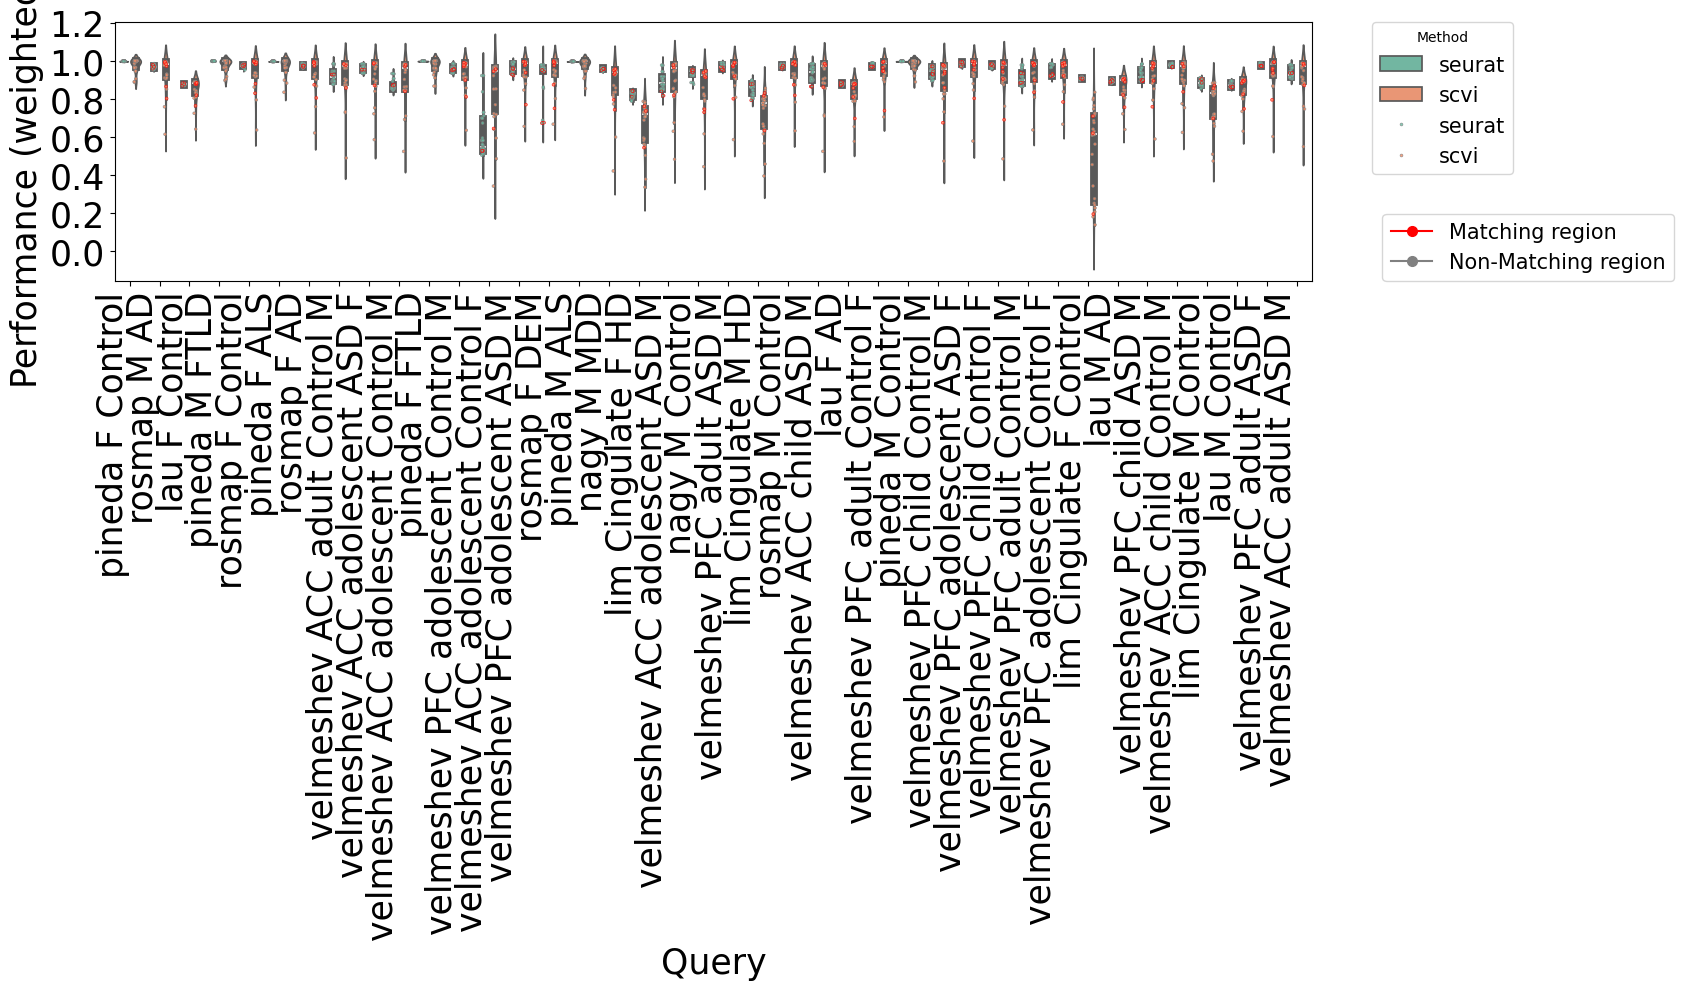 Performance (weighted
1.2
1.0
0.8
0.6
0.4
0.2
0.0
Method
seurat
scvi
seurat
scvi
Matching region
Non-Matching region
pineda F Control
rosmap M AD
lau F Control
pineda M FTLD
rosmap F Control
pineda F ALS
rosmap F AD
velmeshev ACC adult Control M
velmeshev ACC adolescent ASD F
velmeshev ACC adolescent Control M
pineda F FTLD
velmeshev PFC adolescent Control M
velmeshev ACC adolescent Control F
velmeshev PFC adolescent ASD M
rosmap F DEM
pineda M ALS
nagy M MDD
lim Cingulate F HD
velmeshev ACC adolescent ASD M
nagy M Control
velmeshev PFC adult ASD M
lim Cingulate M HD
rosmap M Control
velmeshev ACC child ASD M
lau F AD
velmeshev PFC adult Control F
pineda M Control
velmeshev PFC child Control M
velmeshev PFC adolescent ASD F
velmeshev PFC child Control F
velmeshev PFC adult Control M
velmeshev PFC adolescent Control F
lim Cingulate F Control
lau M AD
velmeshev PFC child ASD M
velmeshev ACC child Control M
lim Cingulate M Control
lau M Control
velmeshev PFC adult ASD F
velmeshev ACC adult ASD M
Query